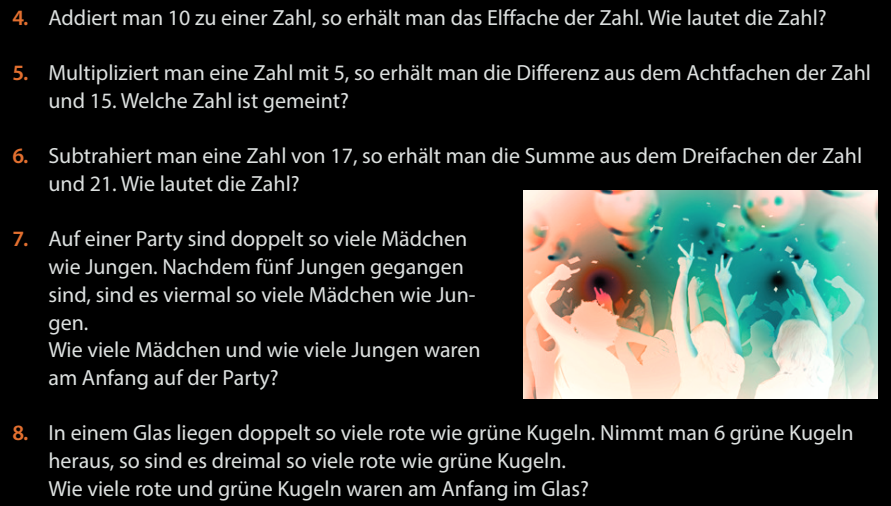 4. Addiert man 10 zu einer Zahl, so erhält man das Elffache der Zahl. Wie lautet die Zahl?
5. Multipliziert man eine Zahl mit 5, so erhält man die Differenz aus dem Achtfachen der Zahl
und 15. Welche Zahl ist gemeint?
6. Subtrahiert man eine Zahl von 17, so erhält man die Summe aus dem Dreifachen der Zahl
und 21. Wie lautet die Zahl?
7. Auf einer Party sind doppelt so viele Mädchen
wie Jungen. Nachdem fünf Jungen gegangen
sind, sind es viermal so viele Mädchen wie Jun-
gen.
Wie viele Mädchen und wie viele Jungen waren
am Anfang auf der Party?
8. In einem Glas liegen doppelt so viele rote wie grüne Kugeln. Nimmt man 6 grüne Kugeln
heraus, so sind es dreimal so viele rote wie grüne Kugeln.
Wie viele rote und grüne Kugeln waren am Anfang im Glas?